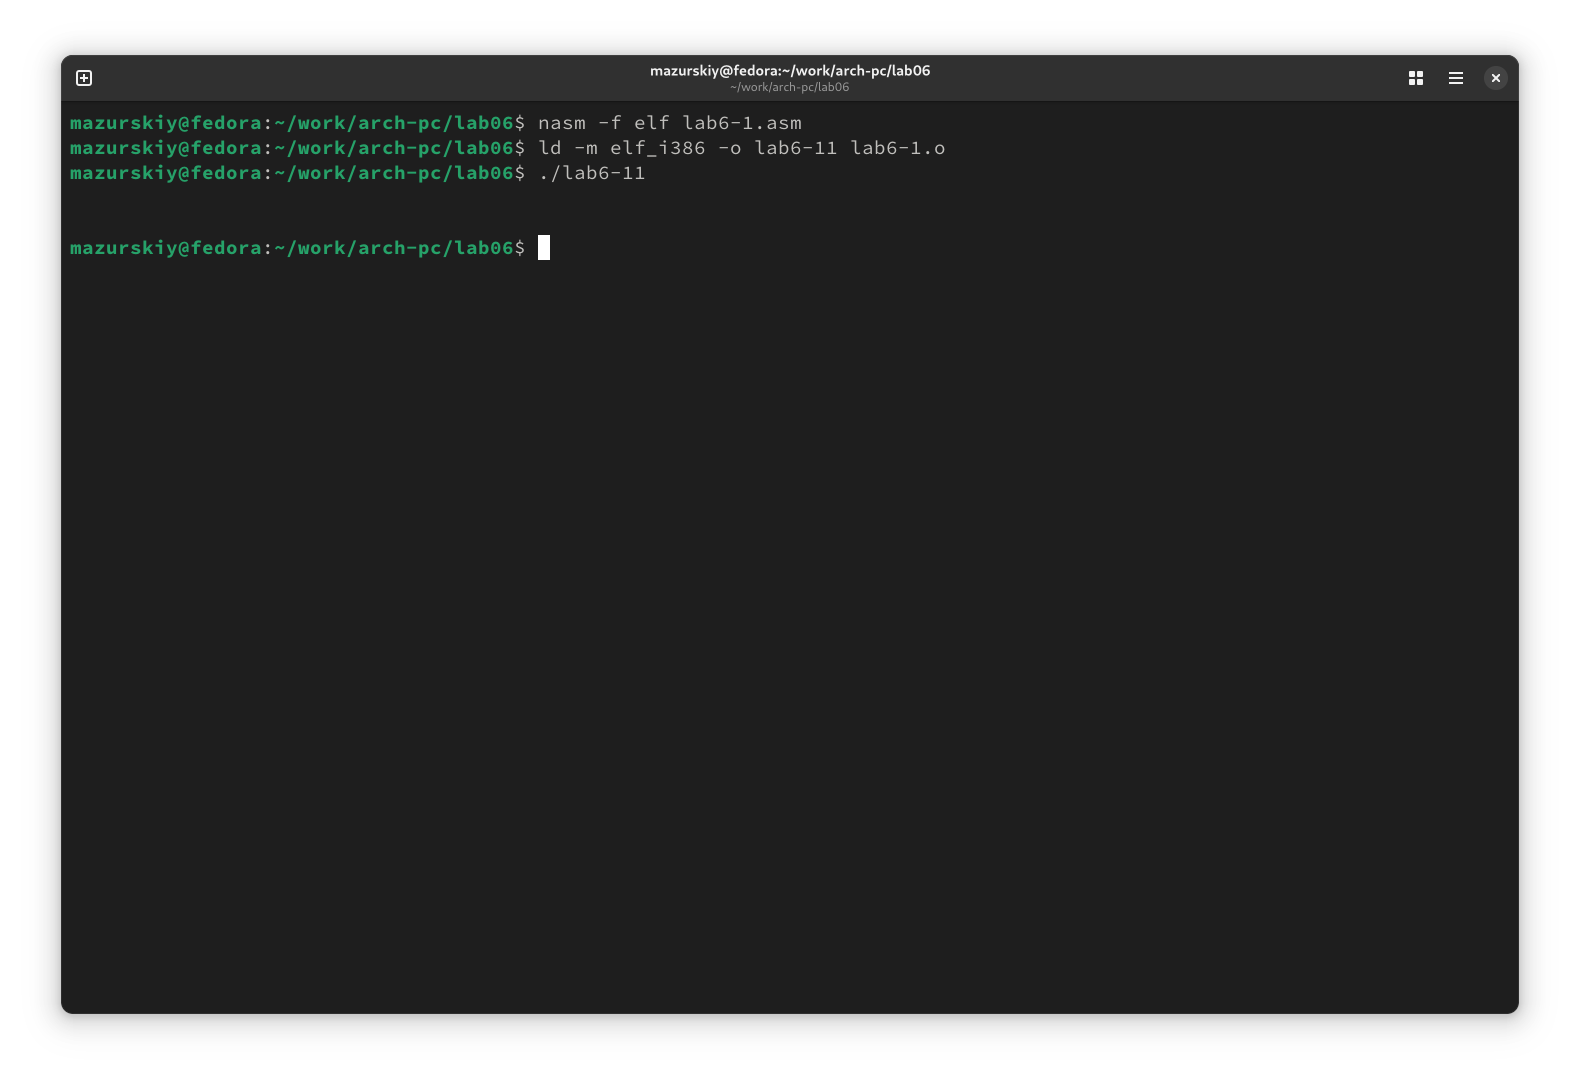 mazurskiy@fedora:~/work/arch-pc/lab06
~/work/arch-pc/lab06
mazurskiy@fedora:~/work/arch-pc/lab06$ nasm -f elf lab6-1.asm
mazurskiy@fedora:~/work/arch-pc/lab06$ ld -m elf_i386 -o lab6-11 lab6-1.o
mazurskiy@fedora:~/work/arch-pc/lab06$ ./lab6-11
mazurskiy@fedora:~/work/arch-pc/lab06$